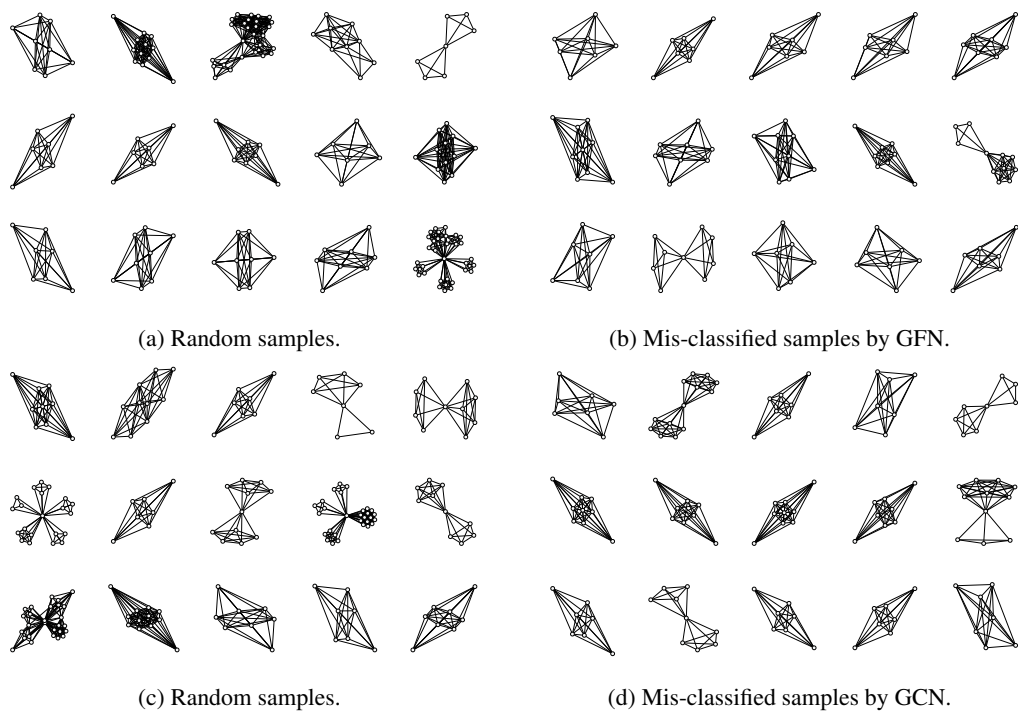 (a) Random samples.
(b) Mis-classified samples by GFN.
(c) Random samples.
(d) Mis-classified samples by GCN.